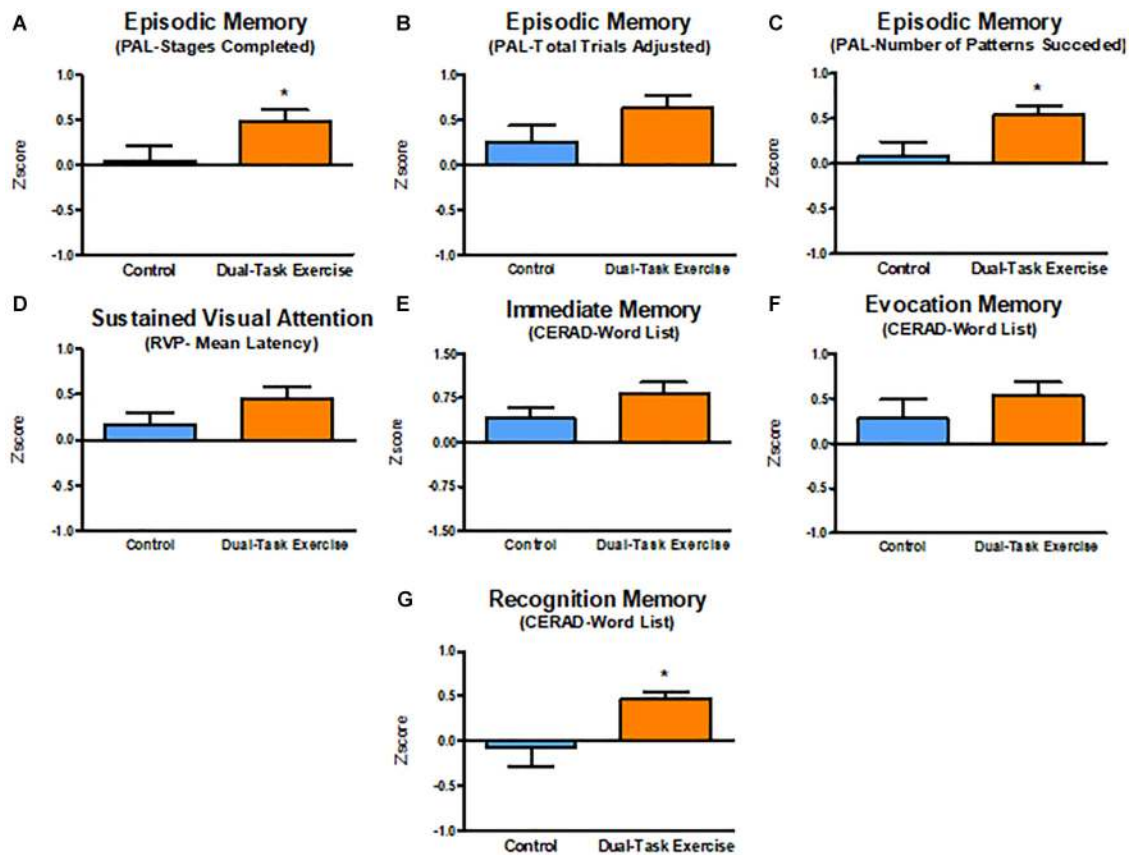 A
Episodic Memory
(PAL-Stages Completed)
1.0
*
0.5
0.0
-0.5
-1.0
Zscore
Control
Dual-Task Exercise
B
Episodic Memory
(PAL-Total Trials Adjusted)
1.0
0.5
0.0
-0.5
-1.0
Zscore
Control
Dual-Task Exercise
C
Episodic Memory
(PAL-Number of Patterns Succeded)
1.0
*
0.5
0.0
-0.5
-1.0
Zscore
Control
Dual-Task Exercise
D
Sustained Visual Attention
(RVP- Mean Latency)
1.0
0.5
0.0
-0.5
-1.0
Zscore
Control
Dual-Task Exercise
E
Immediate Memory
(CERAD-Word List)
1.50
0.75
0.00
-0.75
-1.50
Zscore
Control
Dual-Task Exercise
F
Evocation Memory
(CERAD-Word List)
1.0
0.5
0.0
-0.5
-1.0
Zscore
Control
Dual-Task Exercise
G
Recognition Memory
(CERAD-Word List)
1.0
*
0.5
0.0
-0.5
-1.0
Zscore
Control
Dual-Task Exercise